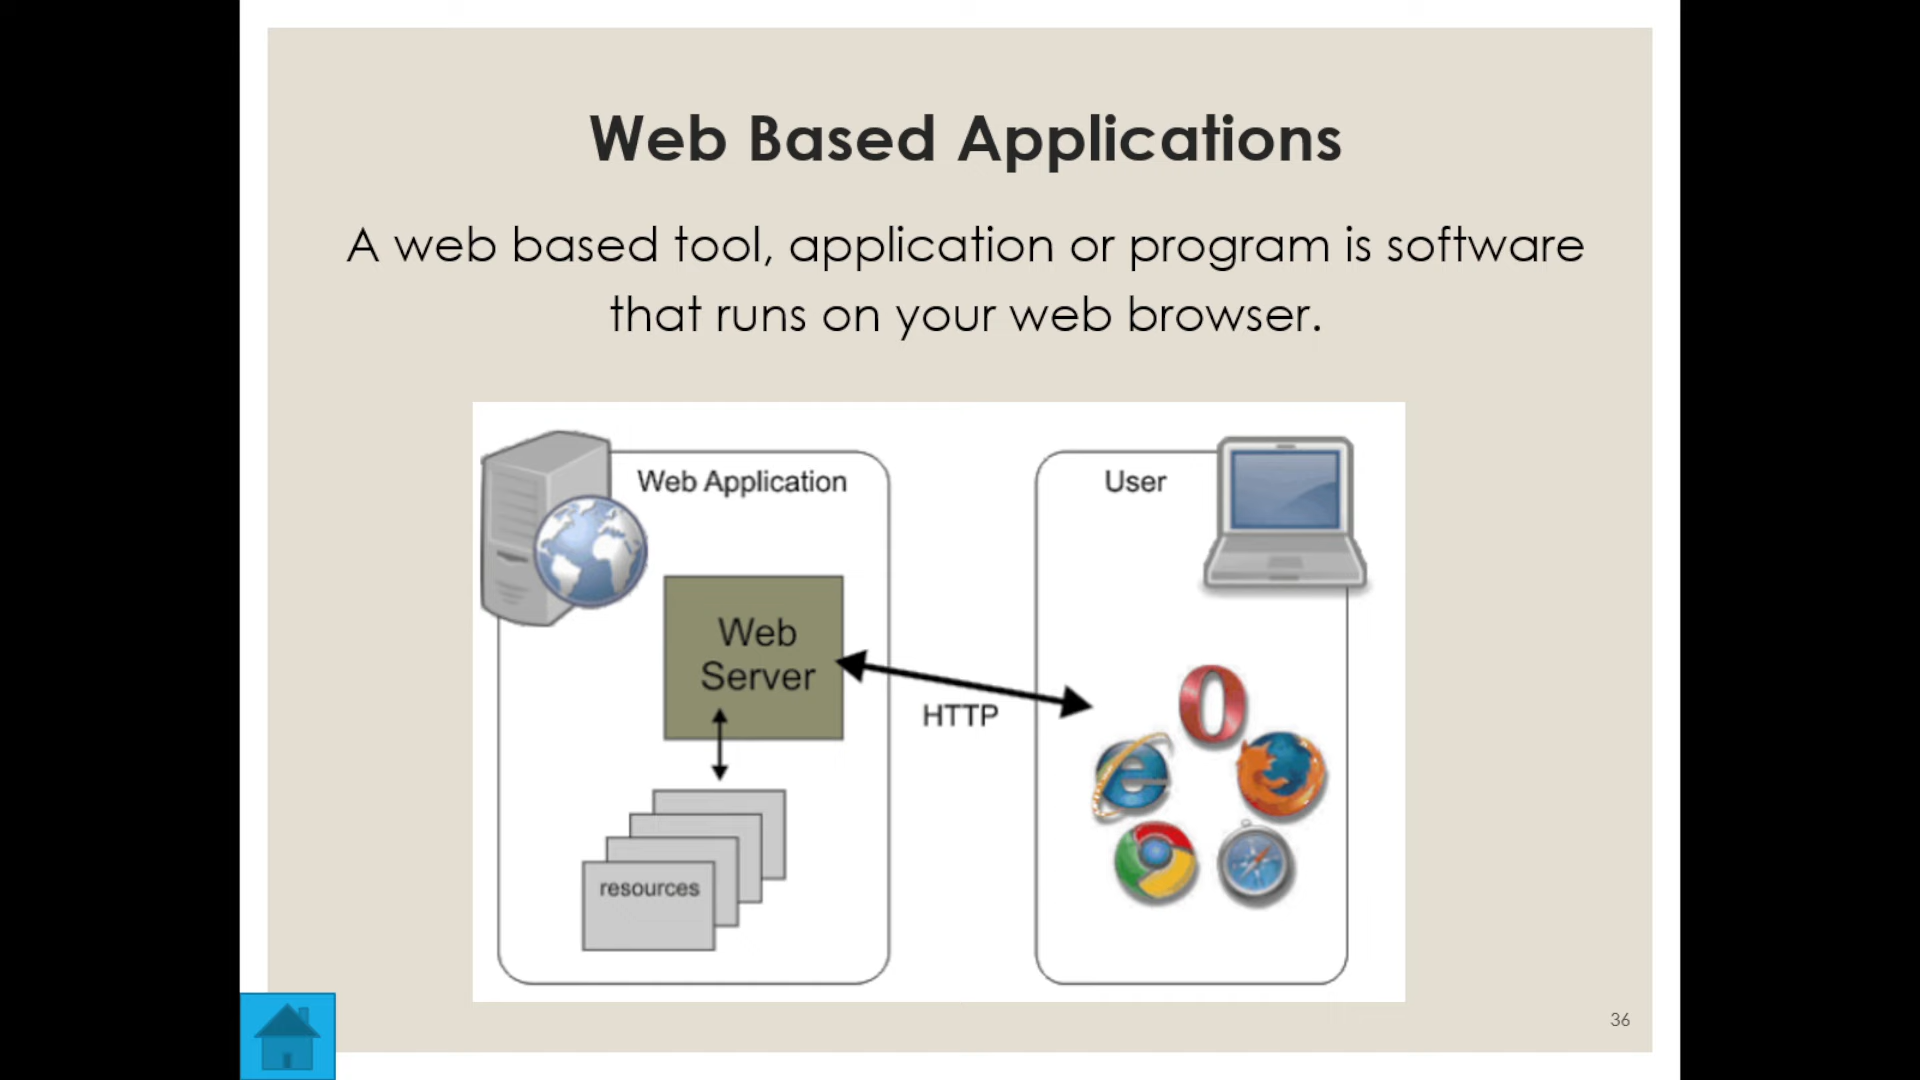 Web Based Applications
A web based tool, application or program is software
that runs on your web browser.
Web Application
User
Web
Server
HTTP
resources
36